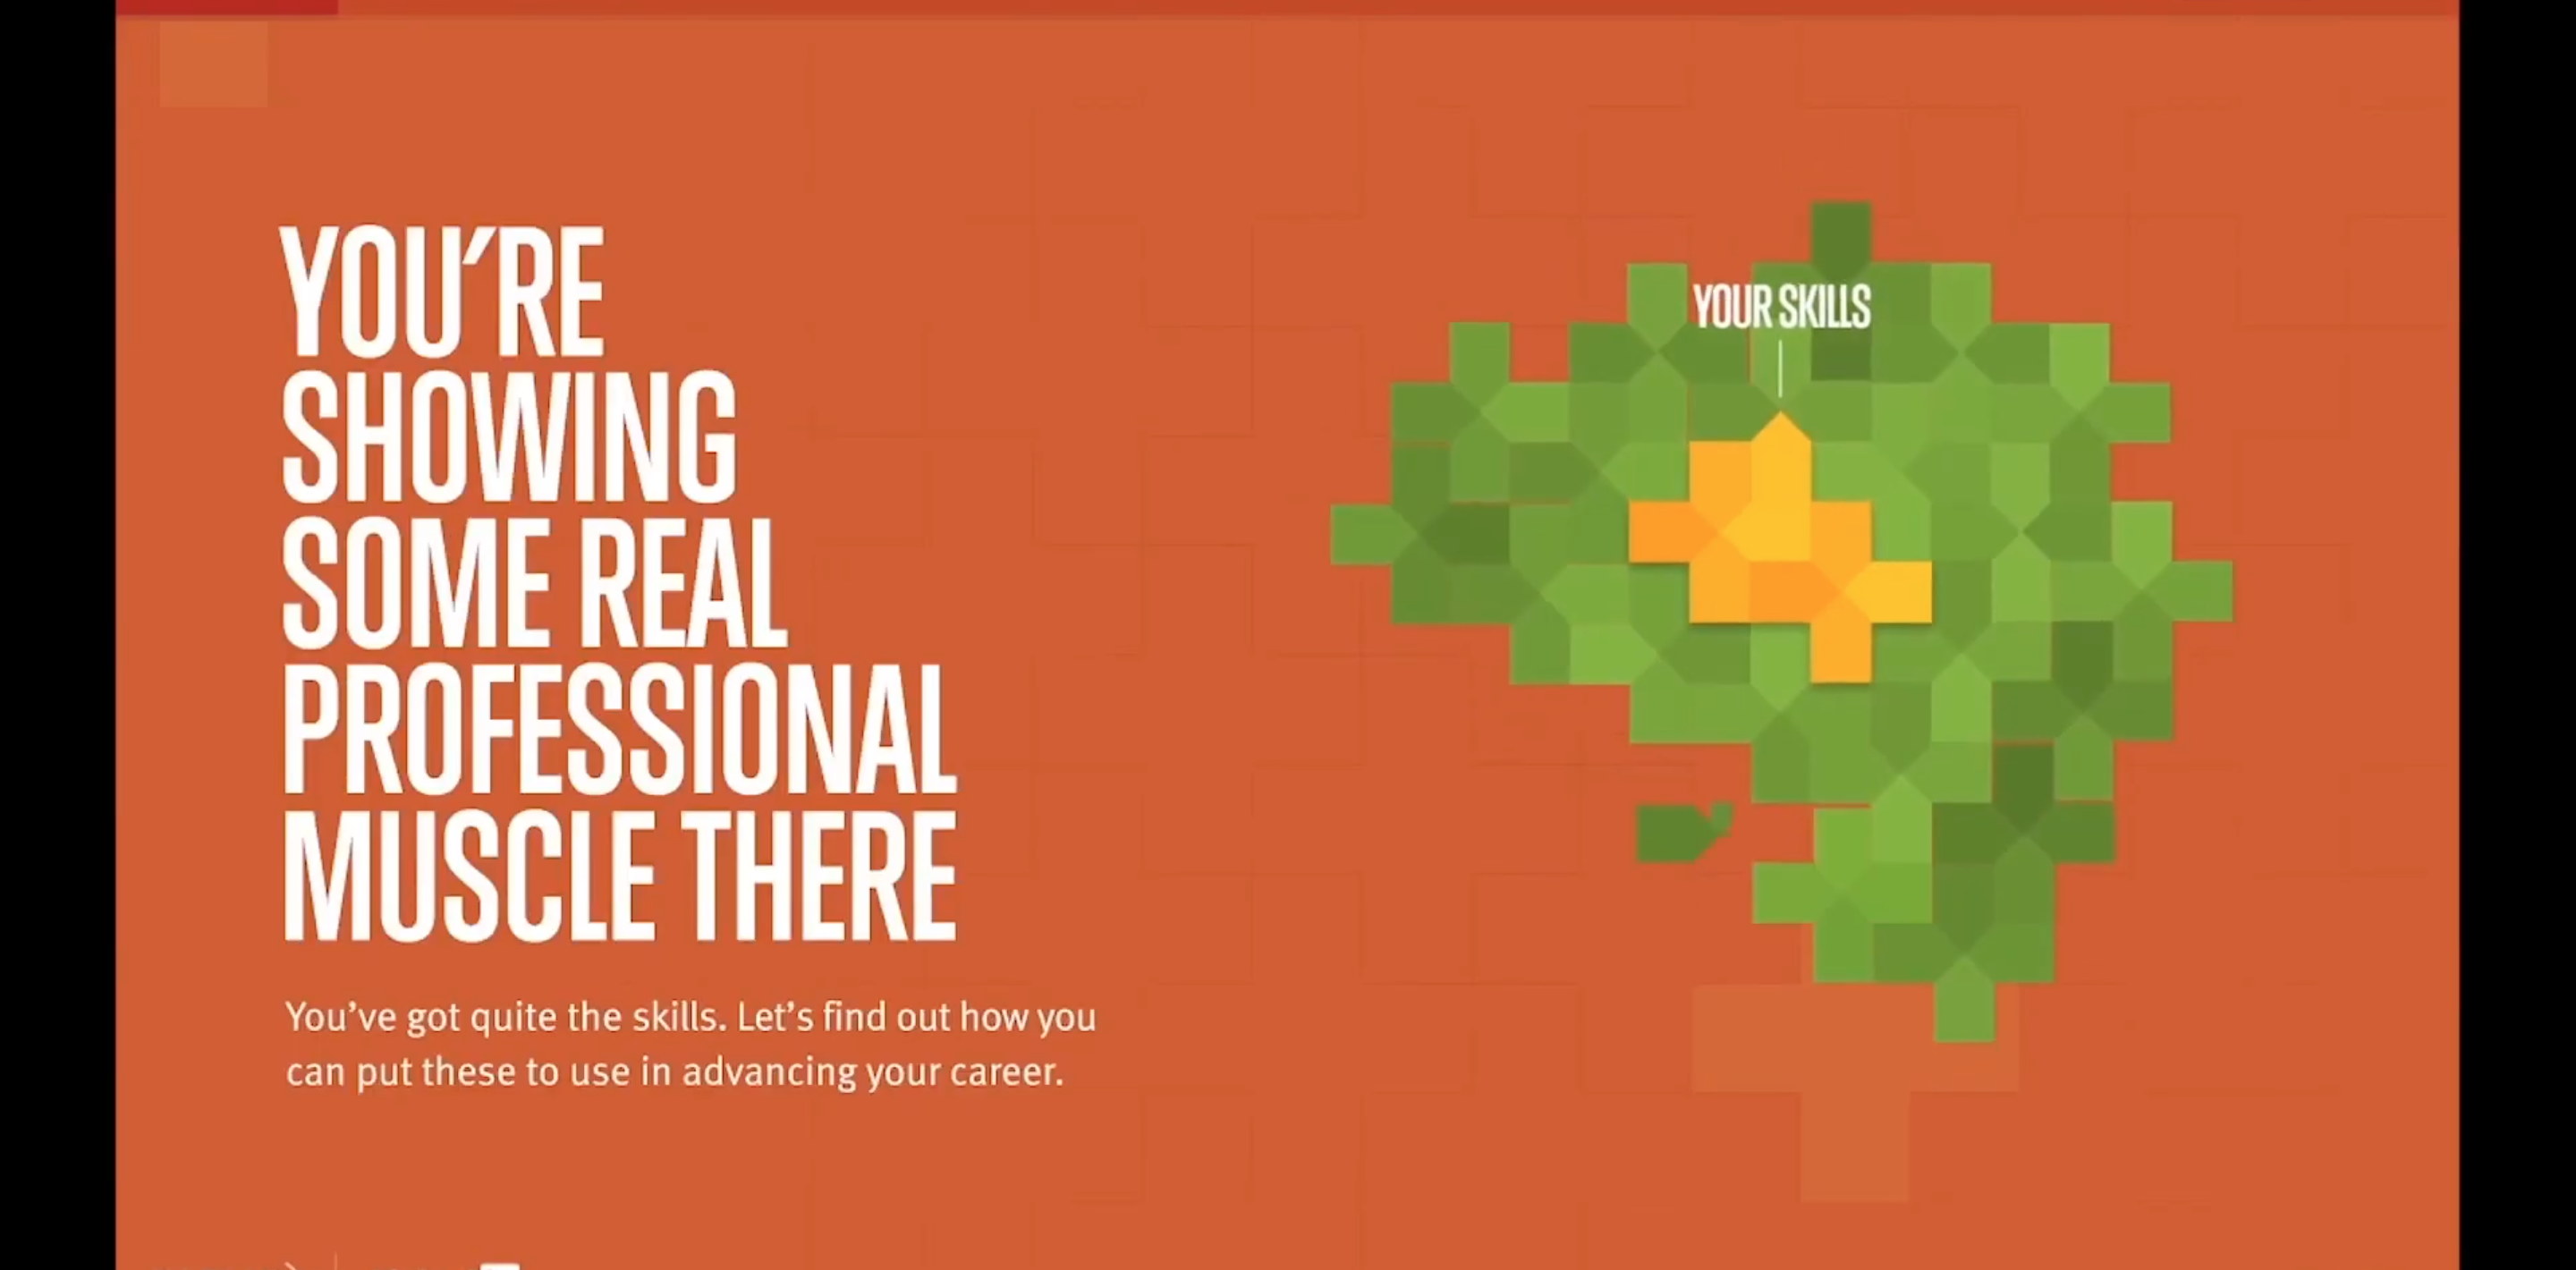 YOU'RE
SHOWING
SOME REAL
PROFESSIONAL
MUSCLE THERE
You've got quite the skills. Let's find out how you
can put these to use in advancing your career.
YOUR SKILLS